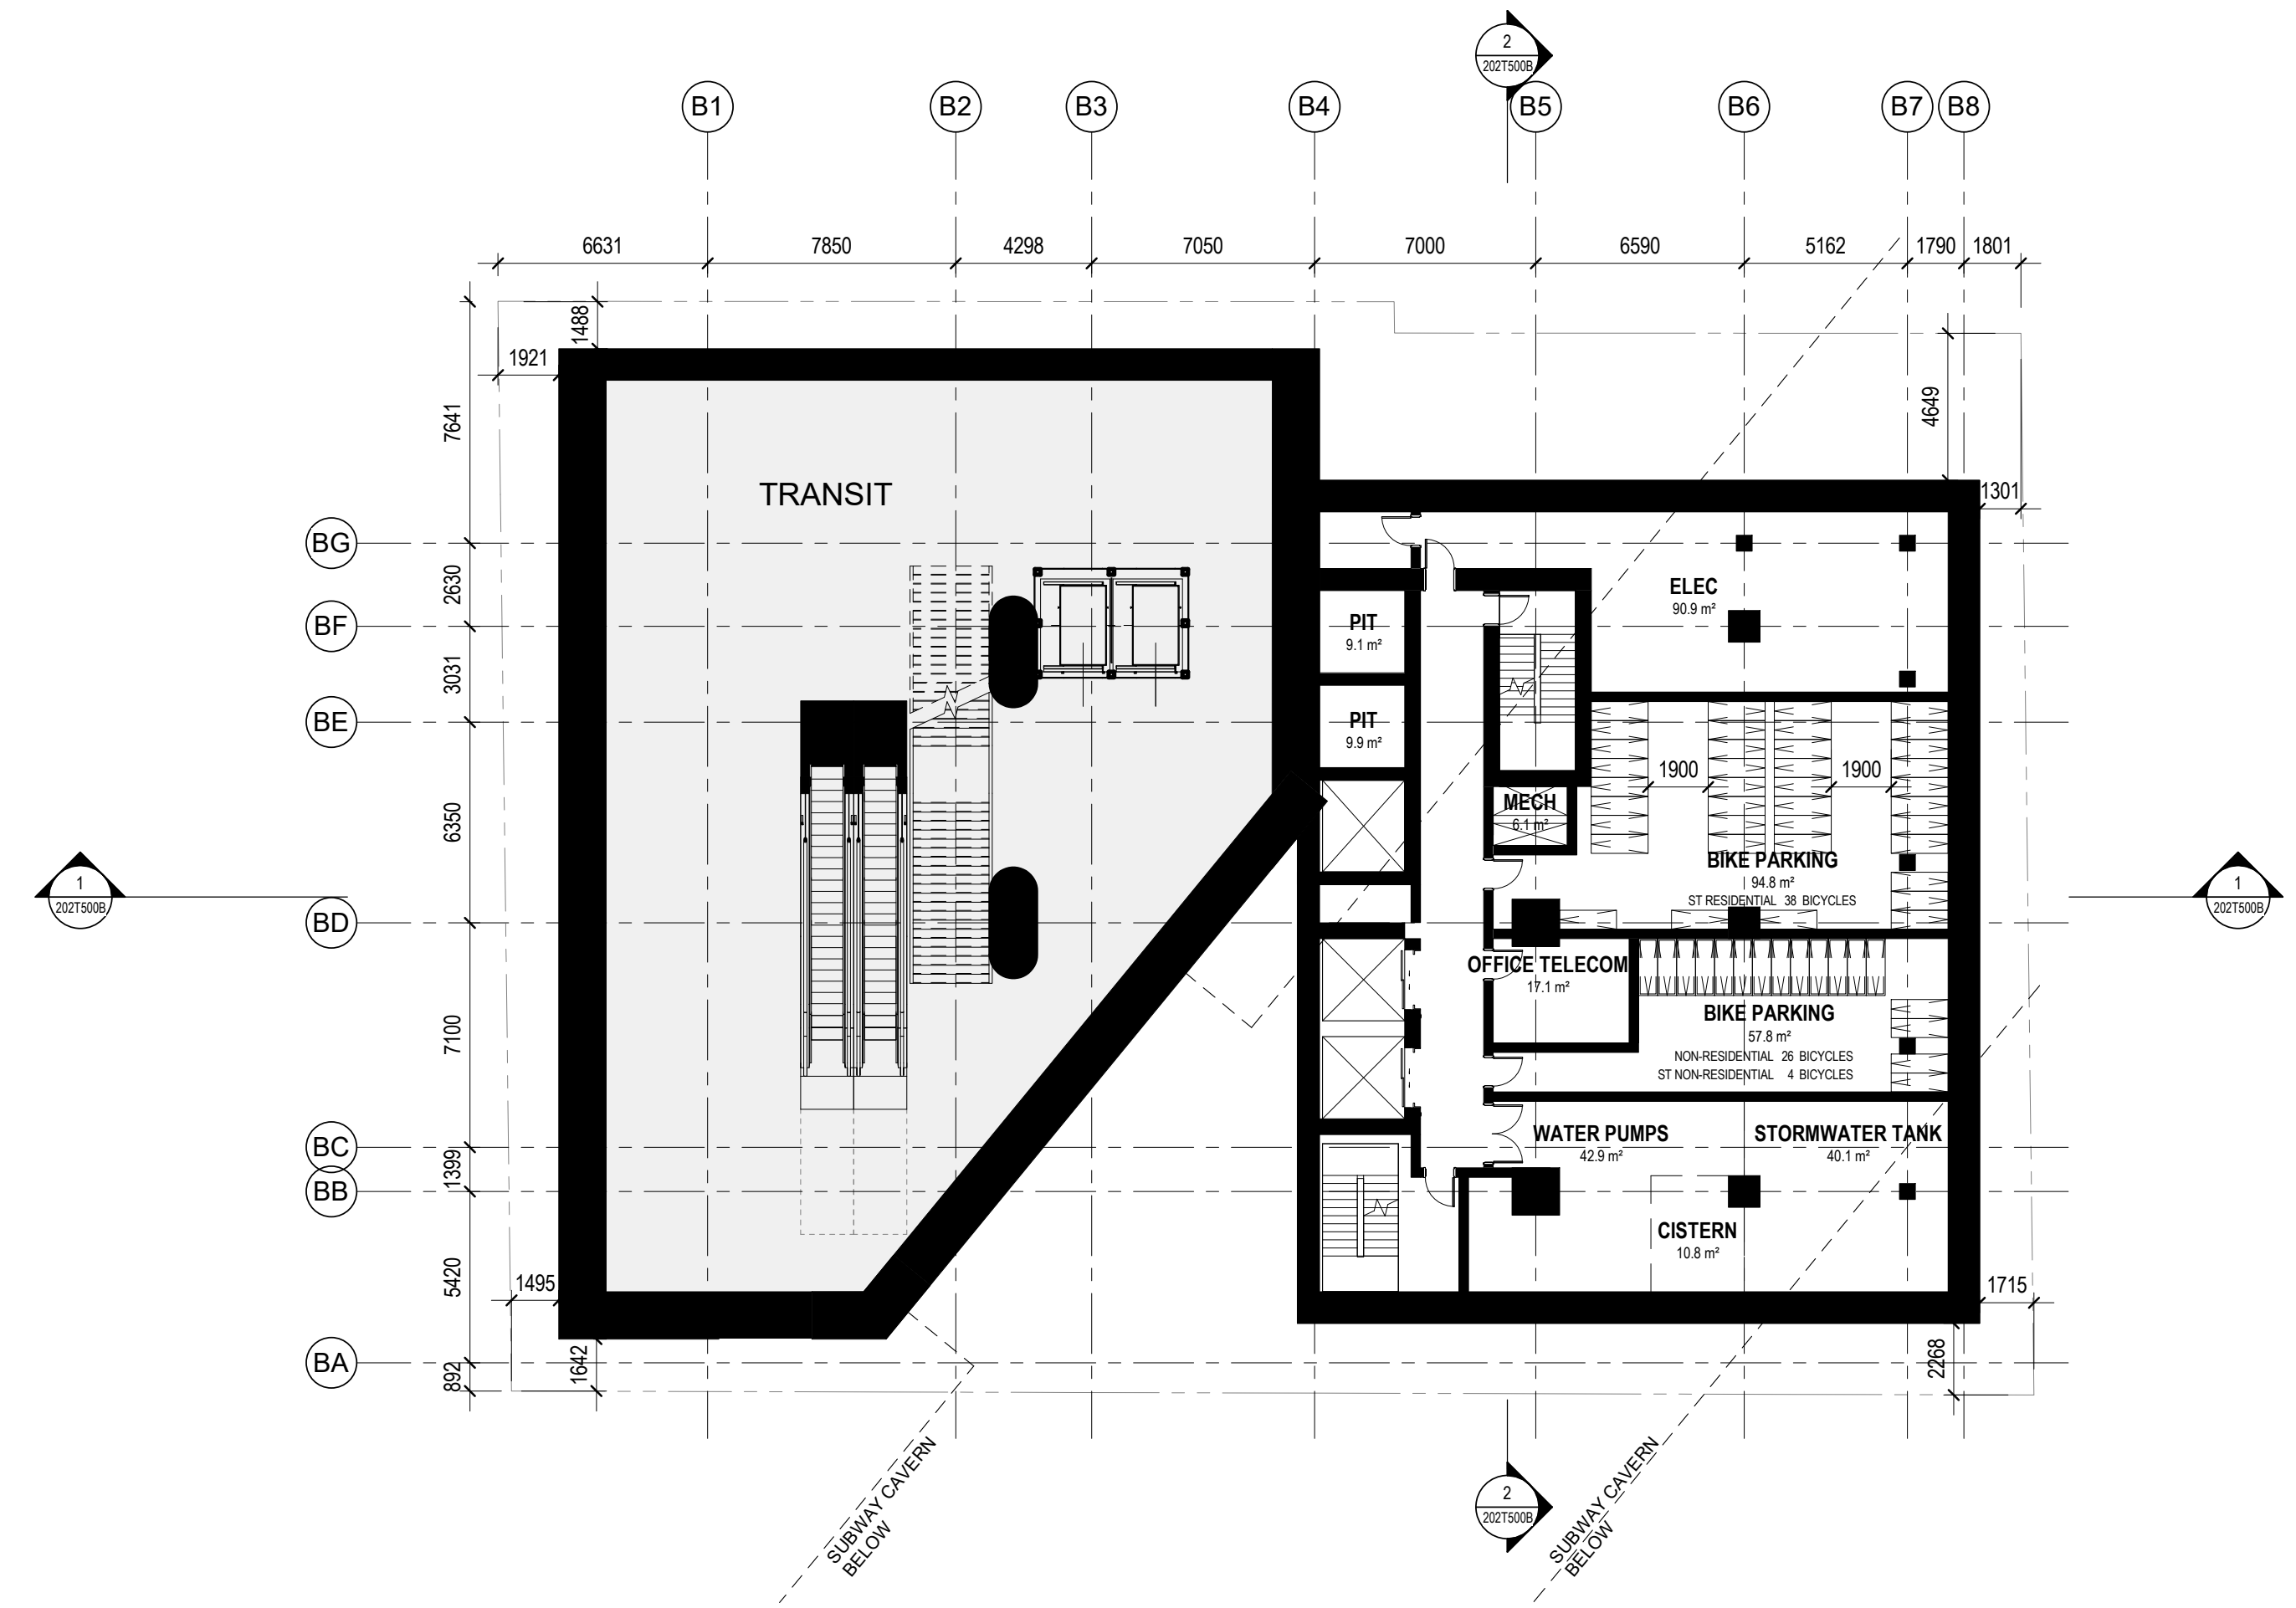 2
202T500B
B1
B2
B3
B4
B5
B6
B7
B8
6631
7850
4298
7050
7000
6590
5162
1790
1801
1488
1921
7641
4649
1301
TRANSIT
BG
2630
ELEC
90.9 m²
BF
PIT
9.1 m²
3031
BE
PIT
9.9 m²
1900
1900
6350
MECH
6.1 m²
BIKE PARKING
94.8 m²
ST RESIDENTIAL 38 BICYCLES
1
202T500B
1
202T500B
BD
OFFICE TELECOM
17.1 m²
7100
BIKE PARKING
57.8 m²
NON-RESIDENTIAL 26 BICYCLES
ST NON-RESIDENTIAL 4 BICYCLES
BC
WATER PUMPS
42.9 m²
STORMWATER TANK
40.1 m²
1399
BB
CISTERN
10.8 m²
5420
1495
1715
BA
892
1642
2268
SUBWAY CAVERN
BELOW
SUBWAY CAVERN
BELOW
2
202T500B